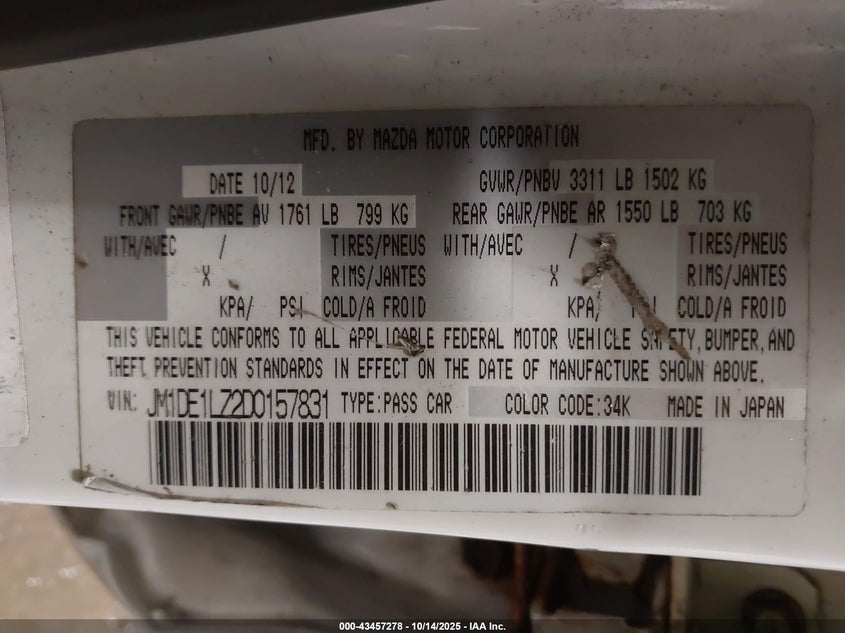 MFD. BY MAZDA MOTOR CORPORATION
DATE 10/12 GVWR/PNBV 3311 LB 1502 KG
FRONT GAWR/PNBE AV 1761 LB 799 KG REAR GAWR/PNBE AR 1550 LB 703 KG
WITH/AVEC / TIRES/PNEUS WITH/AVEC / TIRES/PNEUS
X RIMS/JANTES X RIMS/JANTES
KPA/ PSI COLD/A FROID KPA/ PSI COLD/A FROID
THIS VEHICLE CONFORMS TO ALL APPLICABLE FEDERAL MOTOR VEHICLE SAFETY, BUMPER, AND
THEFT PREVENTION STANDARDS IN EFFECT ON THE DATE OF MANUFACTURE SHOWN ABOVE.
VIN: JM1DE1LZ2D0157831 TYPE:PASS CAR COLOR CODE:34K MADE IN JAPAN
000-43457278 - 10/14/2025 - IAA Inc.